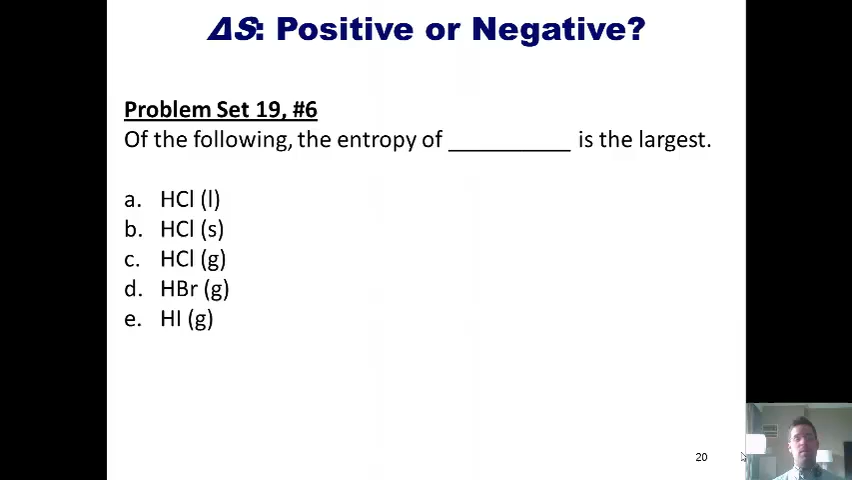 ΔS: Positive or Negative?
Problem Set 19, #6
Of the following, the entropy of __________ is the largest.
a. HCl (l)
b. HCl (s)
c. HCl (g)
d. HBr (g)
e. HI (g)
20